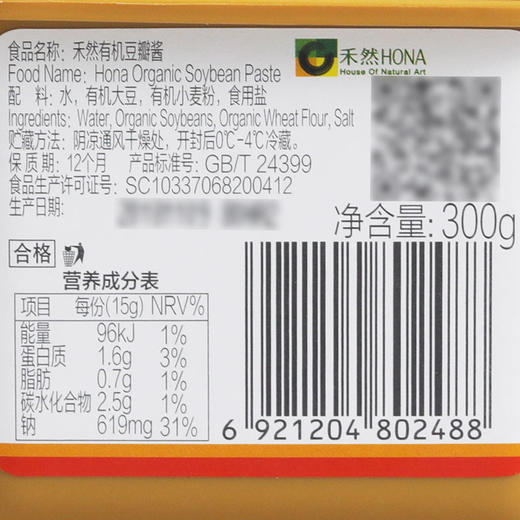 食品名称：禾然有机豆瓣酱
Food Name：Hona Organic Soybean Paste
禾然HONA
House Of Natural Art
配 料：水，有机大豆，有机小麦粉，食用盐
Ingredients：Water, Organic Soybeans, Organic Wheat Flour, Salt
贮藏方法：阴凉通风干燥处，开封后0℃-4℃冷藏。
保质期：12个月 产品标准号：GB/T 24399
食品生产许可证号：SC10337068200412
生产日期：
净含量：300g
合格
营养成分表
项目 每份(15g) NRV%
能量 96kJ 1%
蛋白质 1.6g 3%
脂肪 0.7g 1%
碳水化合物 2.5g 1%
钠 619mg 31%
6 921204 802488